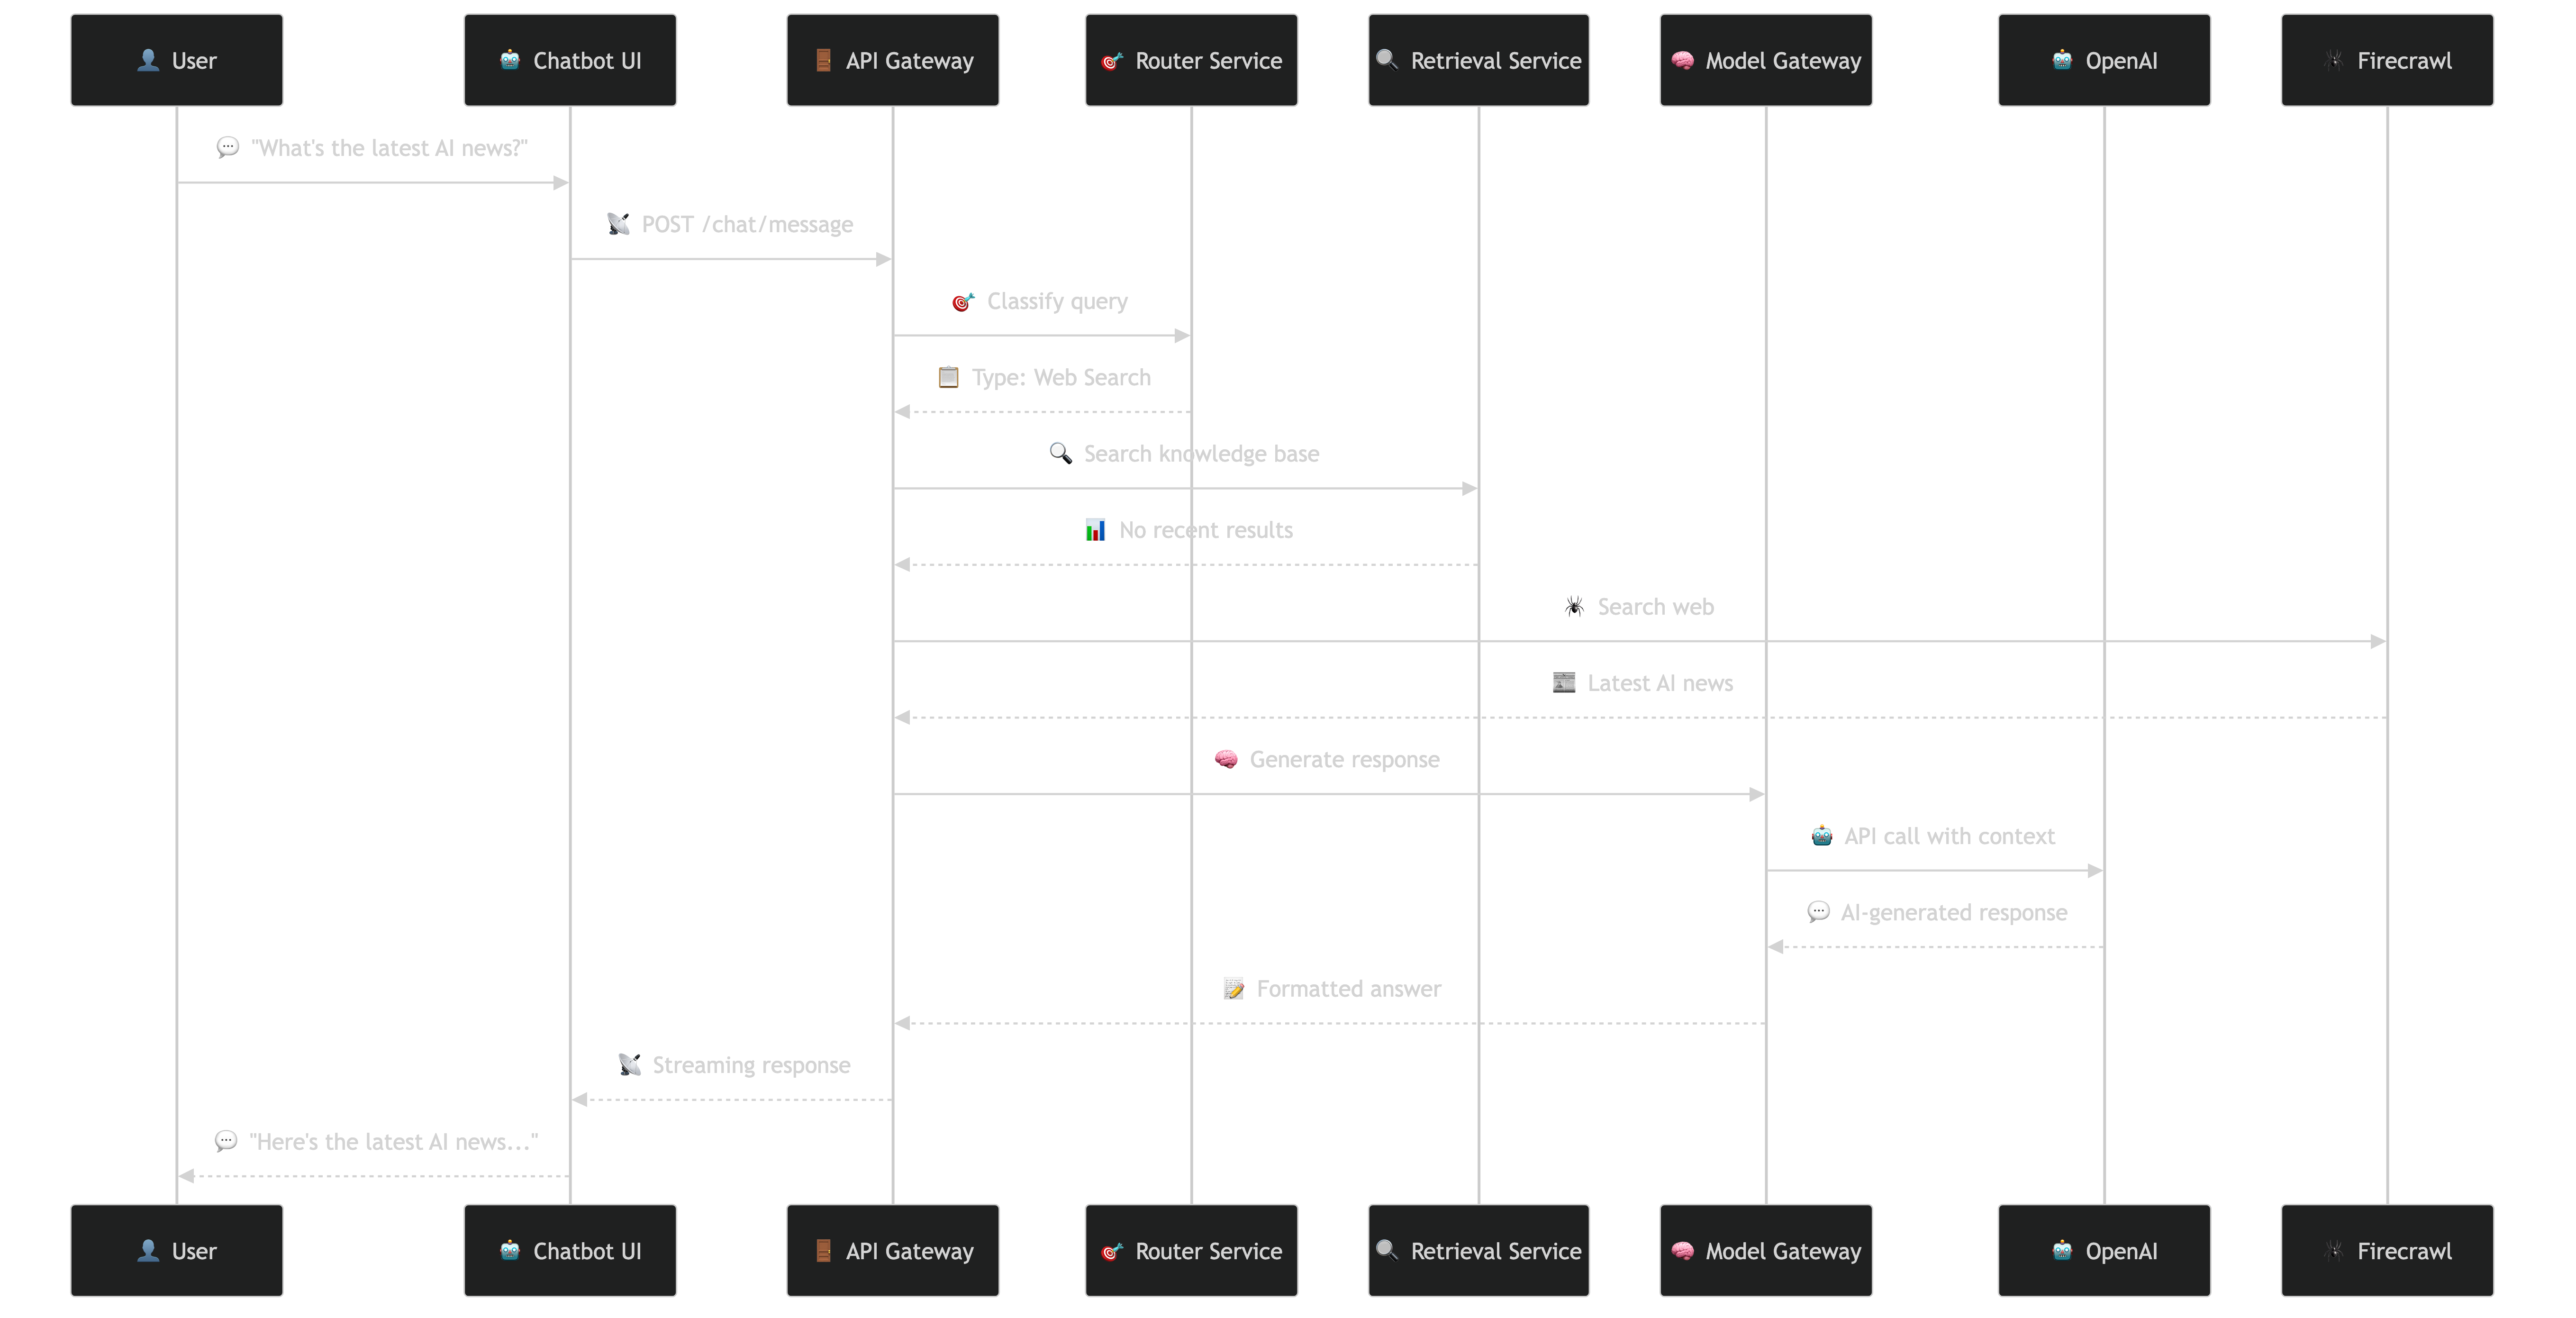 User
Chatbot UI
API Gateway
Router Service
Retrieval Service
Model Gateway
OpenAI
Firecrawl
"What's the latest AI news?"
POST /chat/message
Classify query
Type: Web Search
Search knowledge base
No recent results
Search web
Latest AI news
Generate response
API call with context
AI-generated response
Formatted answer
Streaming response
"Here's the latest AI news..."
User
Chatbot UI
API Gateway
Router Service
Retrieval Service
Model Gateway
OpenAI
Firecrawl